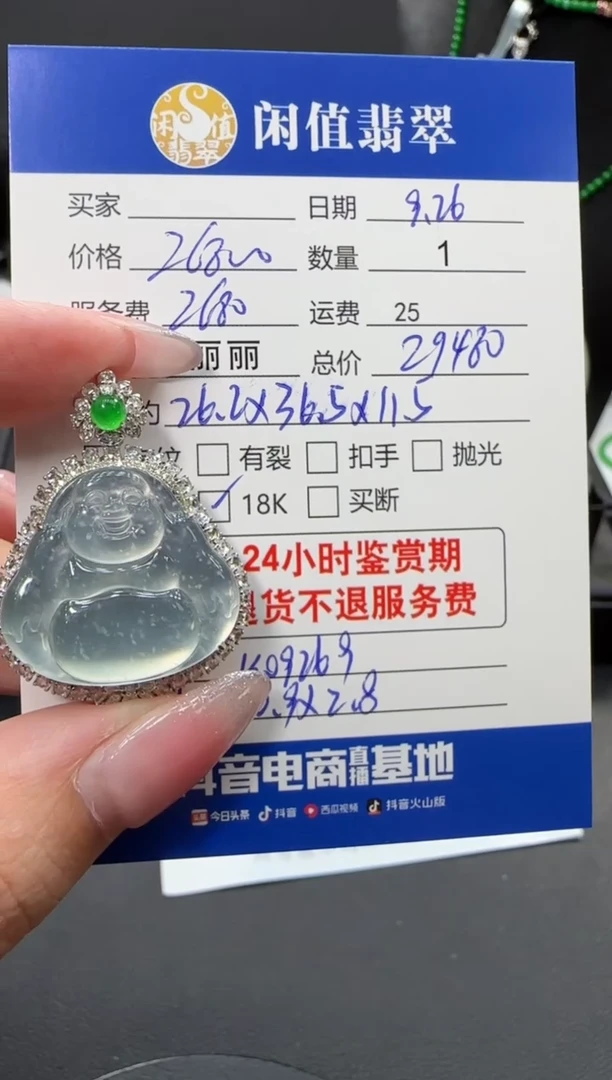 闲值翡翠 闲值翡翠
买家 日期 9.26
价格 26800 数量 1
服务费 2680 运费 25
丽丽 总价 29480
约 26.2x36.5x11.5
有裂 扣手 抛光
✓ 18K 买断
24小时鉴赏期
退货不退服务费
609269
.9x2.8
抖音电商直播基地
今日头条 抖音 西瓜视频 抖音火山版